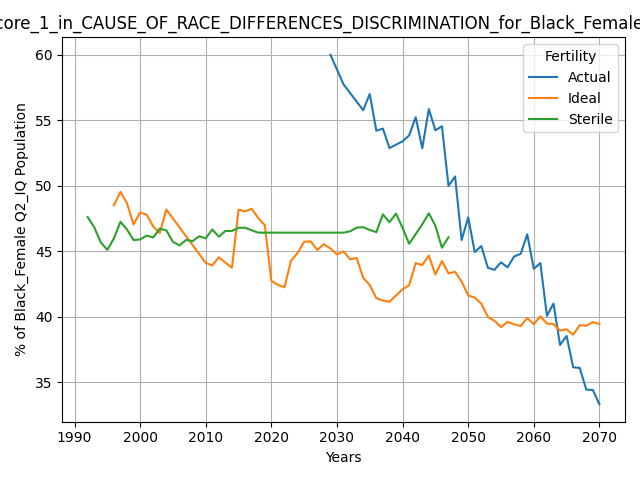 core_1_in_CAUSE_OF_RACE_DIFFERENCES_DISCRIMINATION_for_Black_Female
60
55
50
45
40
35
% of Black_Female Q2_IQ Population
Fertility
Actual
Ideal
Sterile
1990 2000 2010 2020 2030 2040 2050 2060 2070
Years